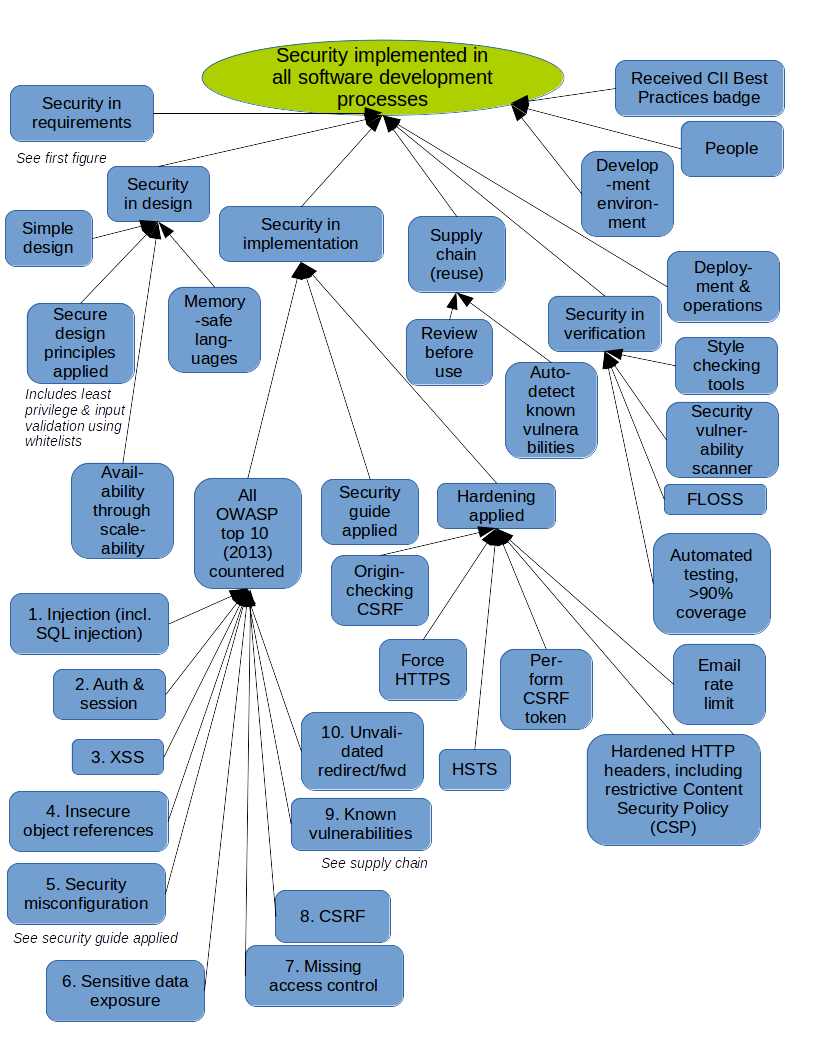 Security implemented in
all software development
processes
Received CII Best
Practices badge
Security in
requirements
People
See first figure
Develop
-ment
environ-
ment
Security
in design
Simple
design
Security in
implementation
Supply
chain
(reuse)
Deploy-
ment &
operations
Secure
design
principles
applied
Memory
-safe
lang-
uages
Security in
verification
Review
before
use
Style
checking
tools
Auto-
detect
known
vulnera
bilities
Includes least
privilege & input
validation using
whitelists
Security
vulner-
ability
scanner
Avail-
ability
through
scale-
ability
All
OWASP
top 10
(2013)
countered
Security
guide
applied
Hardening
applied
FLOSS
Automated
testing,
>90%
coverage
Origin-
checking
CSRF
1. Injection (incl.
SQL injection)
Force
HTTPS
Per-
form
CSRF
token
Email
rate
limit
2. Auth &
session
3. XSS
10. Unvali-
dated
redirect/fwd
HSTS
Hardened HTTP
headers, including
restrictive Content
Security Policy
(CSP)
4. Insecure
object references
9. Known
vulnerabilities
See supply chain
5. Security
misconfiguration
See security guide applied
8. CSRF
7. Missing
access control
6. Sensitive data
exposure